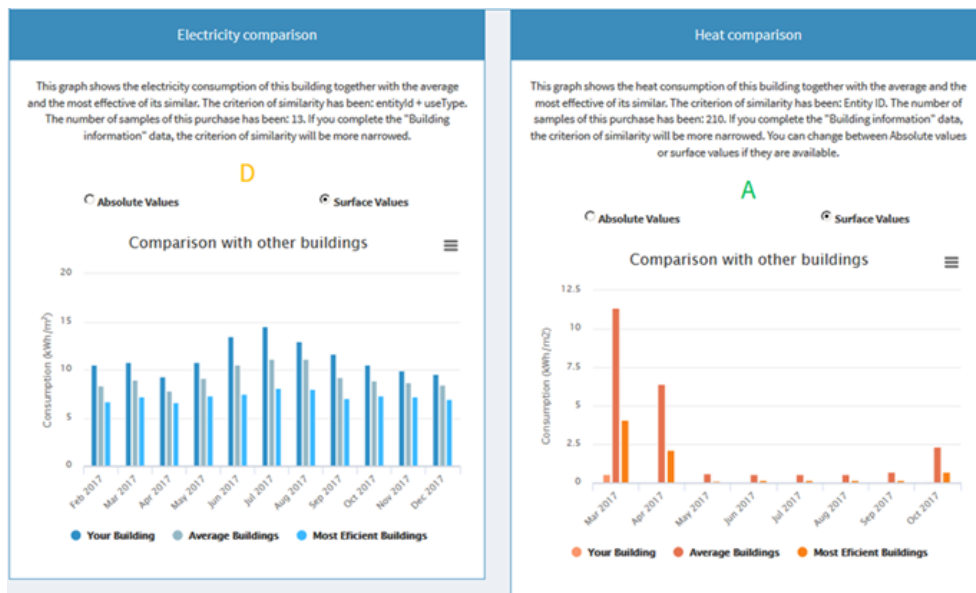 Electricity comparison
This graph shows the electricity consumption of this building together with the average
and the most effective of its similar. The criterion of similarity has been: entityId + useType.
The number of samples of this purchase has been: 13. If you complete the "Building
information" data, the criterion of similarity will be more narrowed.
D
Absolute Values
Surface Values
Comparison with other buildings
20
15
10
5
0
Consumption (kWh/m²)
Feb 2017
Mar 2017
Apr 2017
May 2017
Jun 2017
Jul 2017
Aug 2017
Sep 2017
Oct 2017
Nov 2017
Dec 2017
Your Building
Average Buildings
Most Eficient Buildings
Heat comparison
This graph shows the heat consumption of this building together with the average and the
most effective of its similar. The criterion of similarity has been: Entity ID. The number of
samples of this purchase has been: 210. If you complete the "Building information" data,
the criterion of similarity will be more narrowed. You can change between Absolute values
or surface values if they are available.
A
Absolute Values
Surface Values
Comparison with other buildings
12.5
10
7.5
5
2.5
0
Consumption (kWh/m2)
Mar 2017
Apr 2017
May 2017
Jun 2017
Jul 2017
Aug 2017
Sep 2017
Oct 2017
Your Building
Average Buildings
Most Eficient Buildings